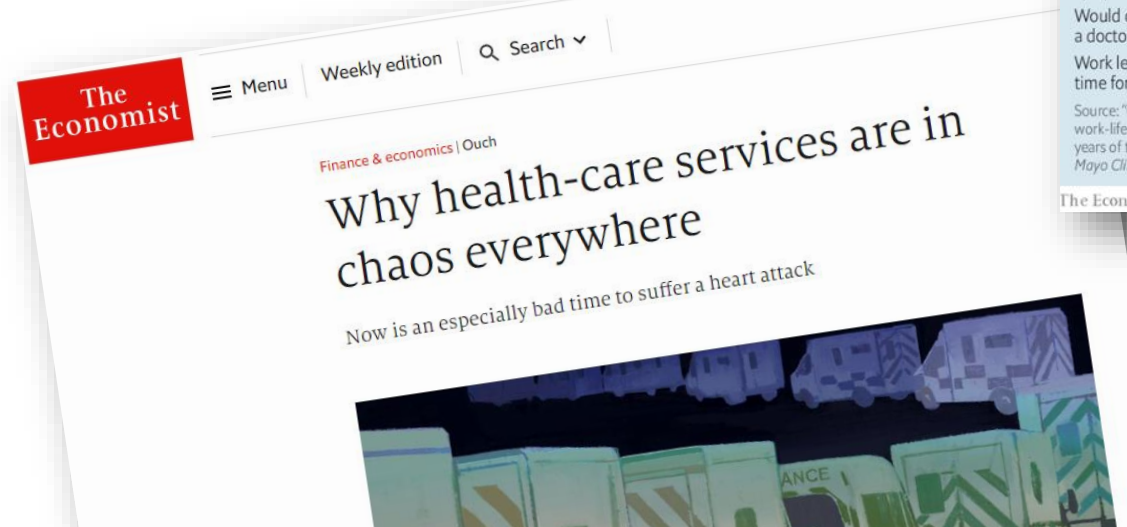 The
Economist
Menu
Weekly edition
Search
Finance & economics | Ouch
Why health-care services are in
chaos everywhere
Now is an especially bad time to suffer a heart attack
Would
a docto
Work le
time for
Source: "
work-life
years of
Mayo Cli
The Econ
ANCE